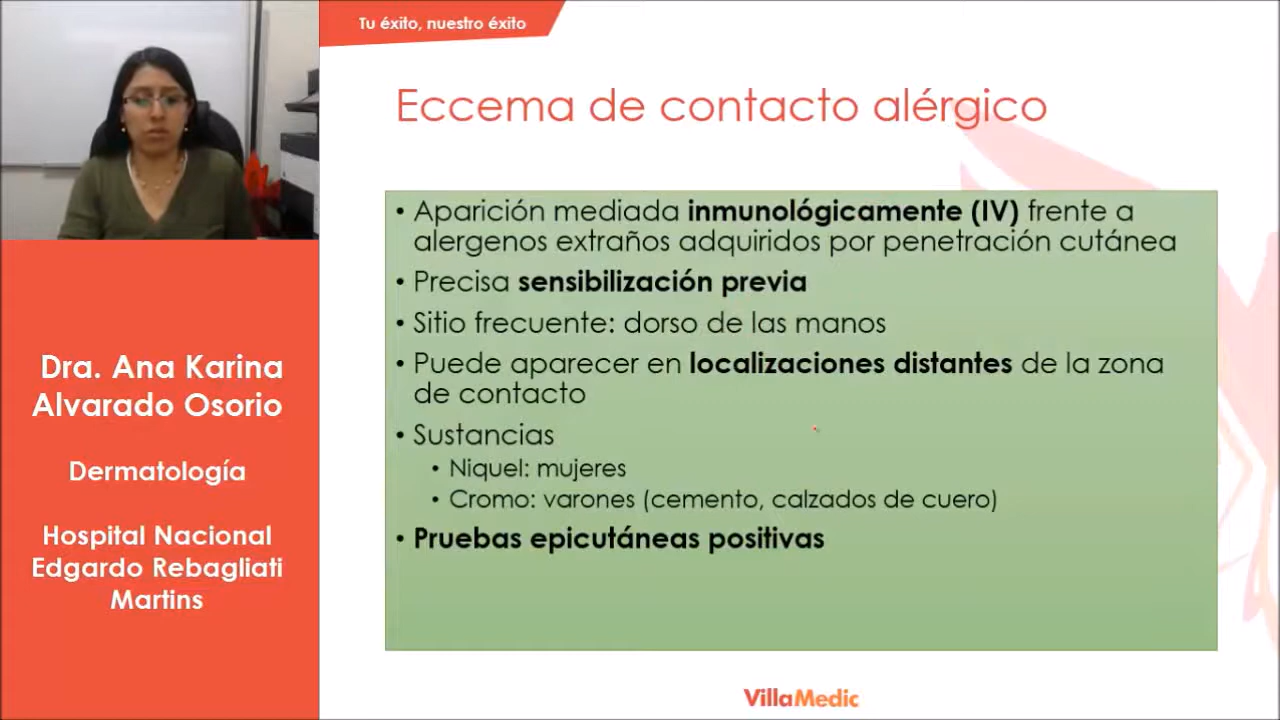 Tu éxito, nuestro éxito
Eccema de contacto alérgico
• Aparición mediada inmunológicamente (IV) frente a
alergenos extraños adquiridos por penetración cutánea
• Precisa sensibilización previa
• Sitio frecuente: dorso de las manos
• Puede aparecer en localizaciones distantes de la zona
de contacto
• Sustancias
• Niquel: mujeres
• Cromo: varones (cemento, calzados de cuero)
• Pruebas epicutáneas positivas
Dra. Ana Karina
Alvarado Osorio
Dermatología
Hospital Nacional
Edgardo Rebagliati
Martins
VillaMedic